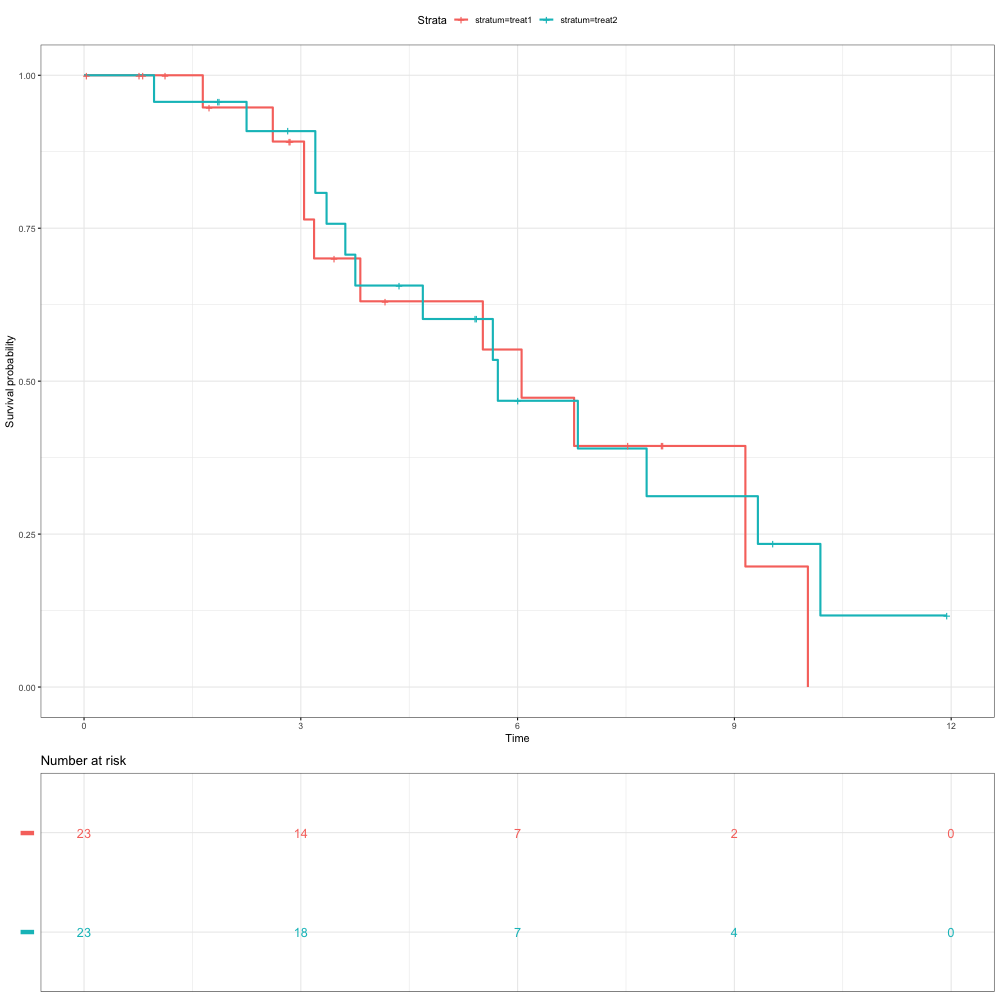 Strata stratum=treat1 stratum=treat2
1.00
0.75
0.50
0.25
0.00
Survival probability
0 3 6 9 12
Time
Number at risk
23 14 7 2 0
23 18 7 4 0